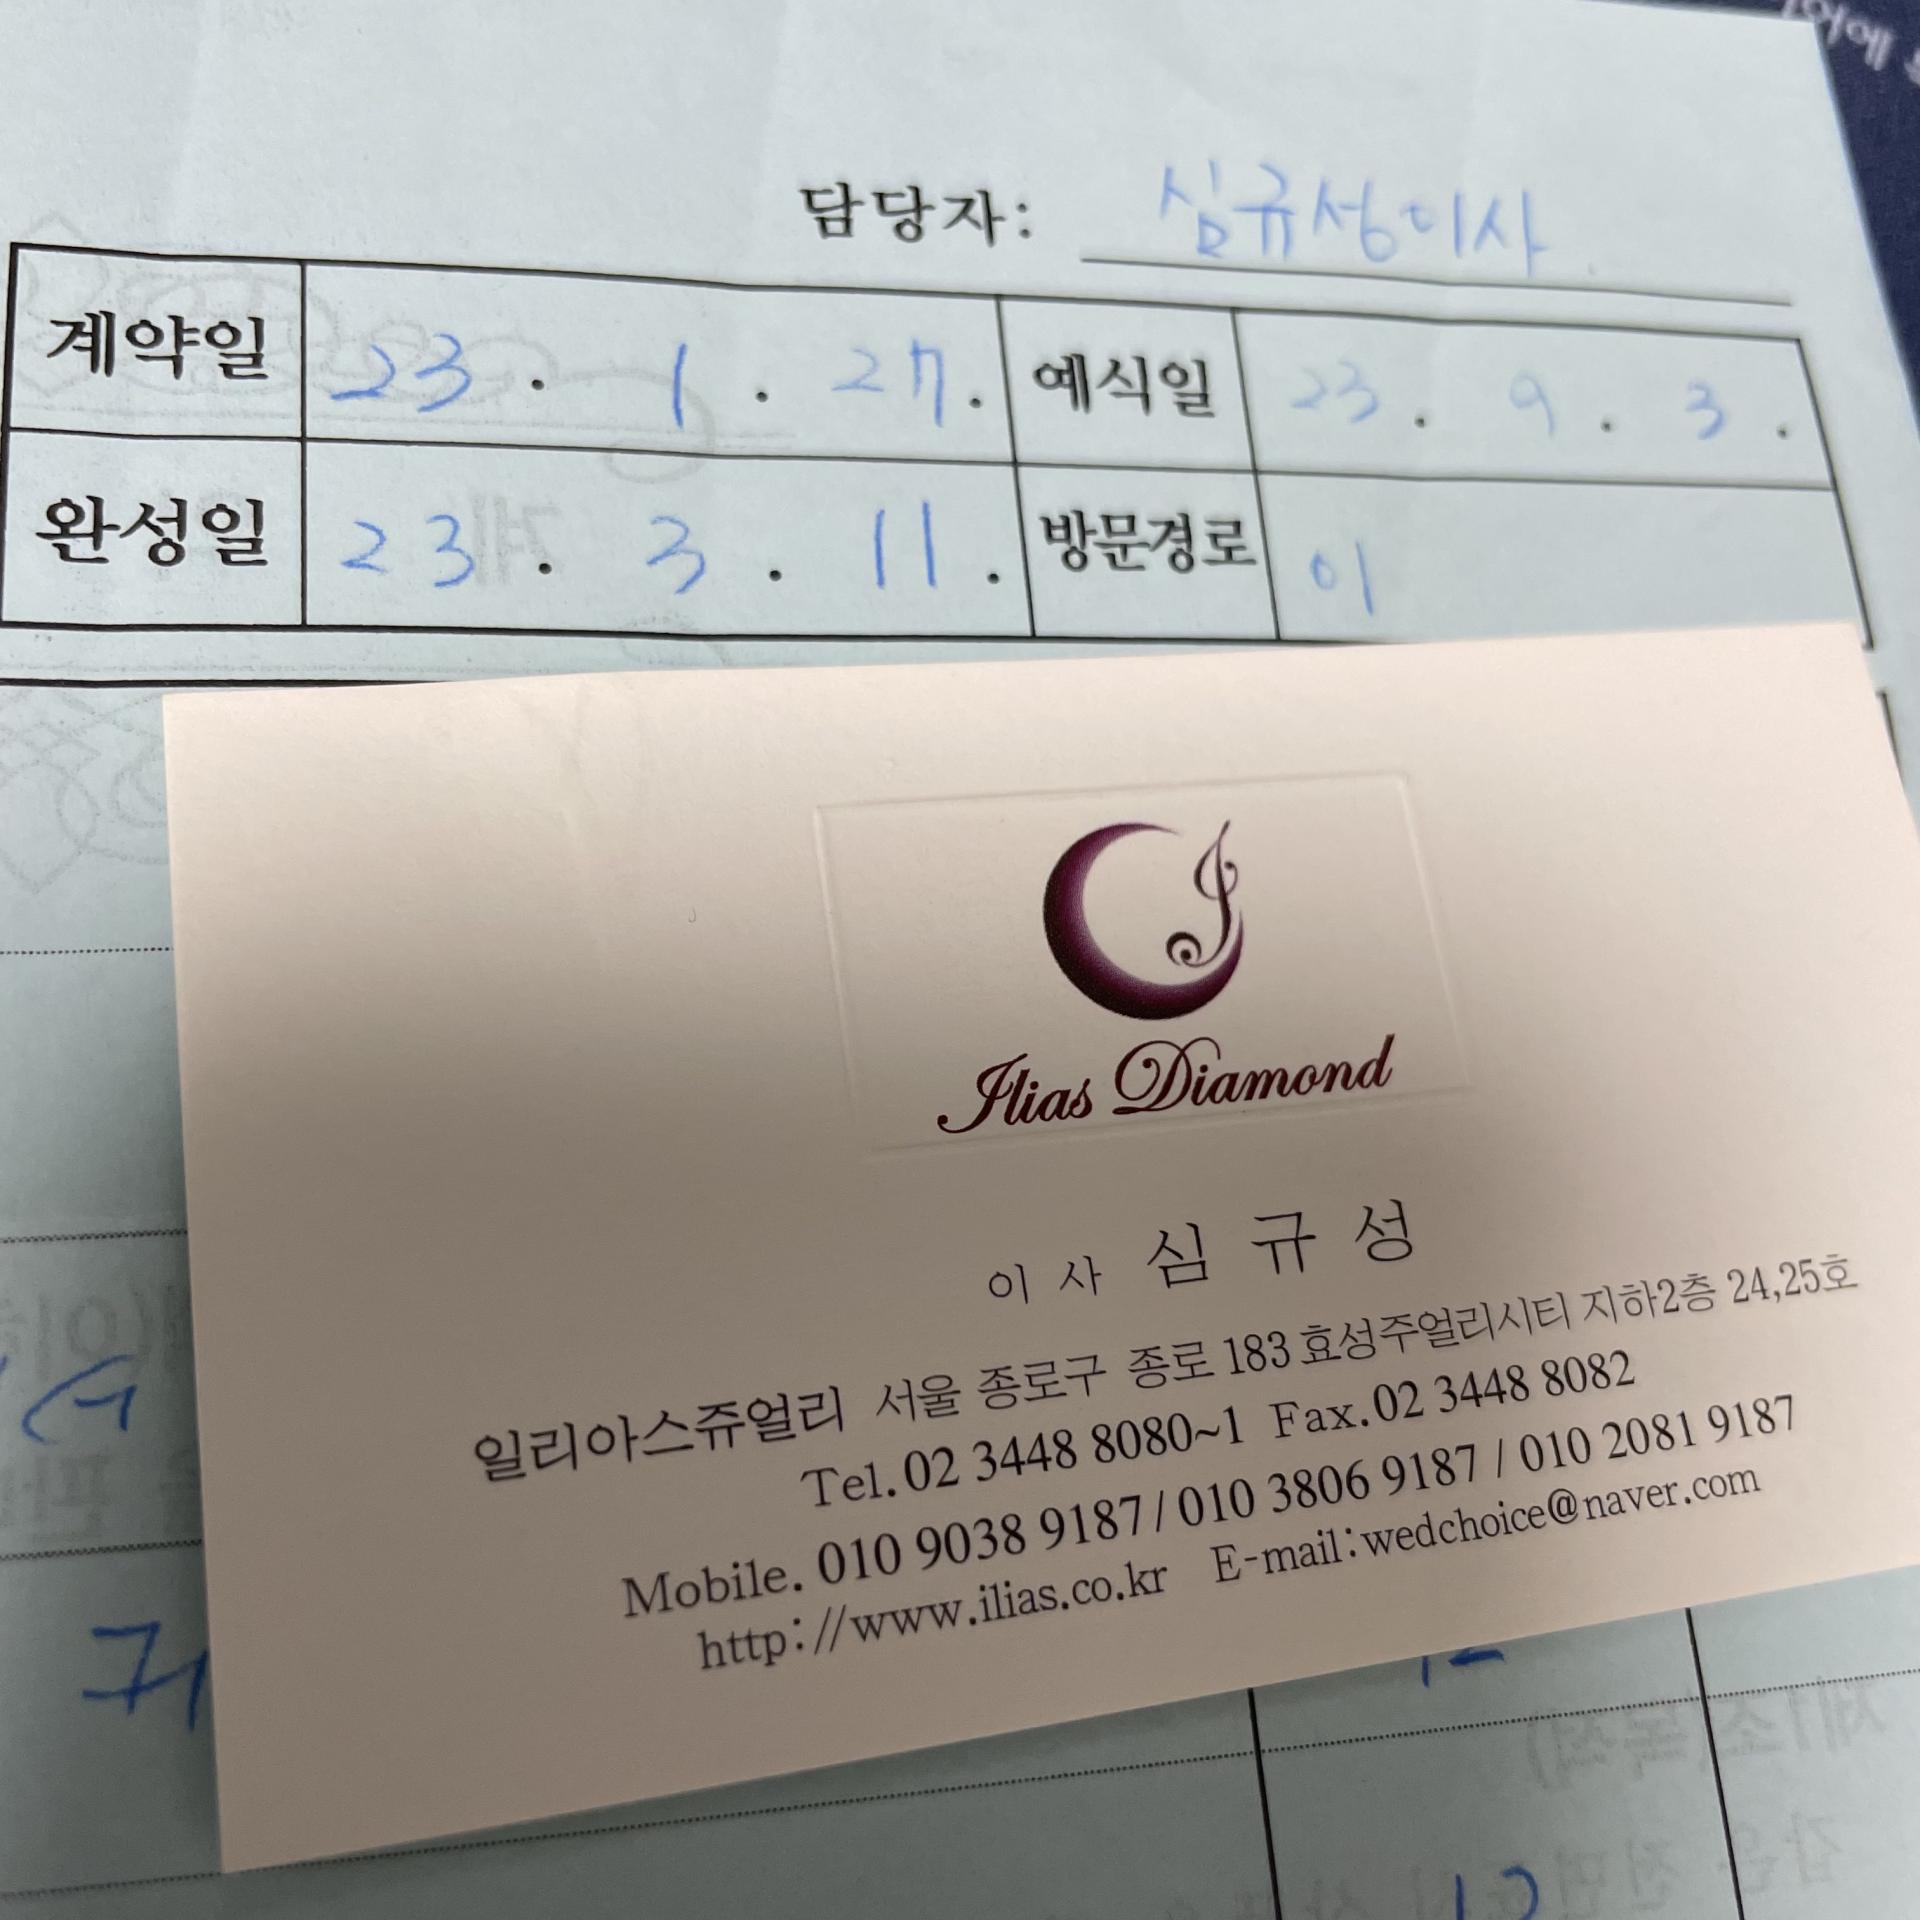 담당자: 심규성이사
계약일 23 . 1 . 27 . 예식일 23 . 9 . 3 .
완성일 23 . 3 . 11 . 방문경로
Ilias Diamond
이 사 심 규 성
일리아스쥬얼리 서울 종로구 종로 183 효성주얼리시티 지하2층 24,25호
Tel. 02 3448 8080~1 Fax. 02 3448 8082
Mobile. 010 9038 9187 / 010 3806 9187 / 010 2081 9187
http://www.ilias.co.kr E-mail:wedchoice@naver.com